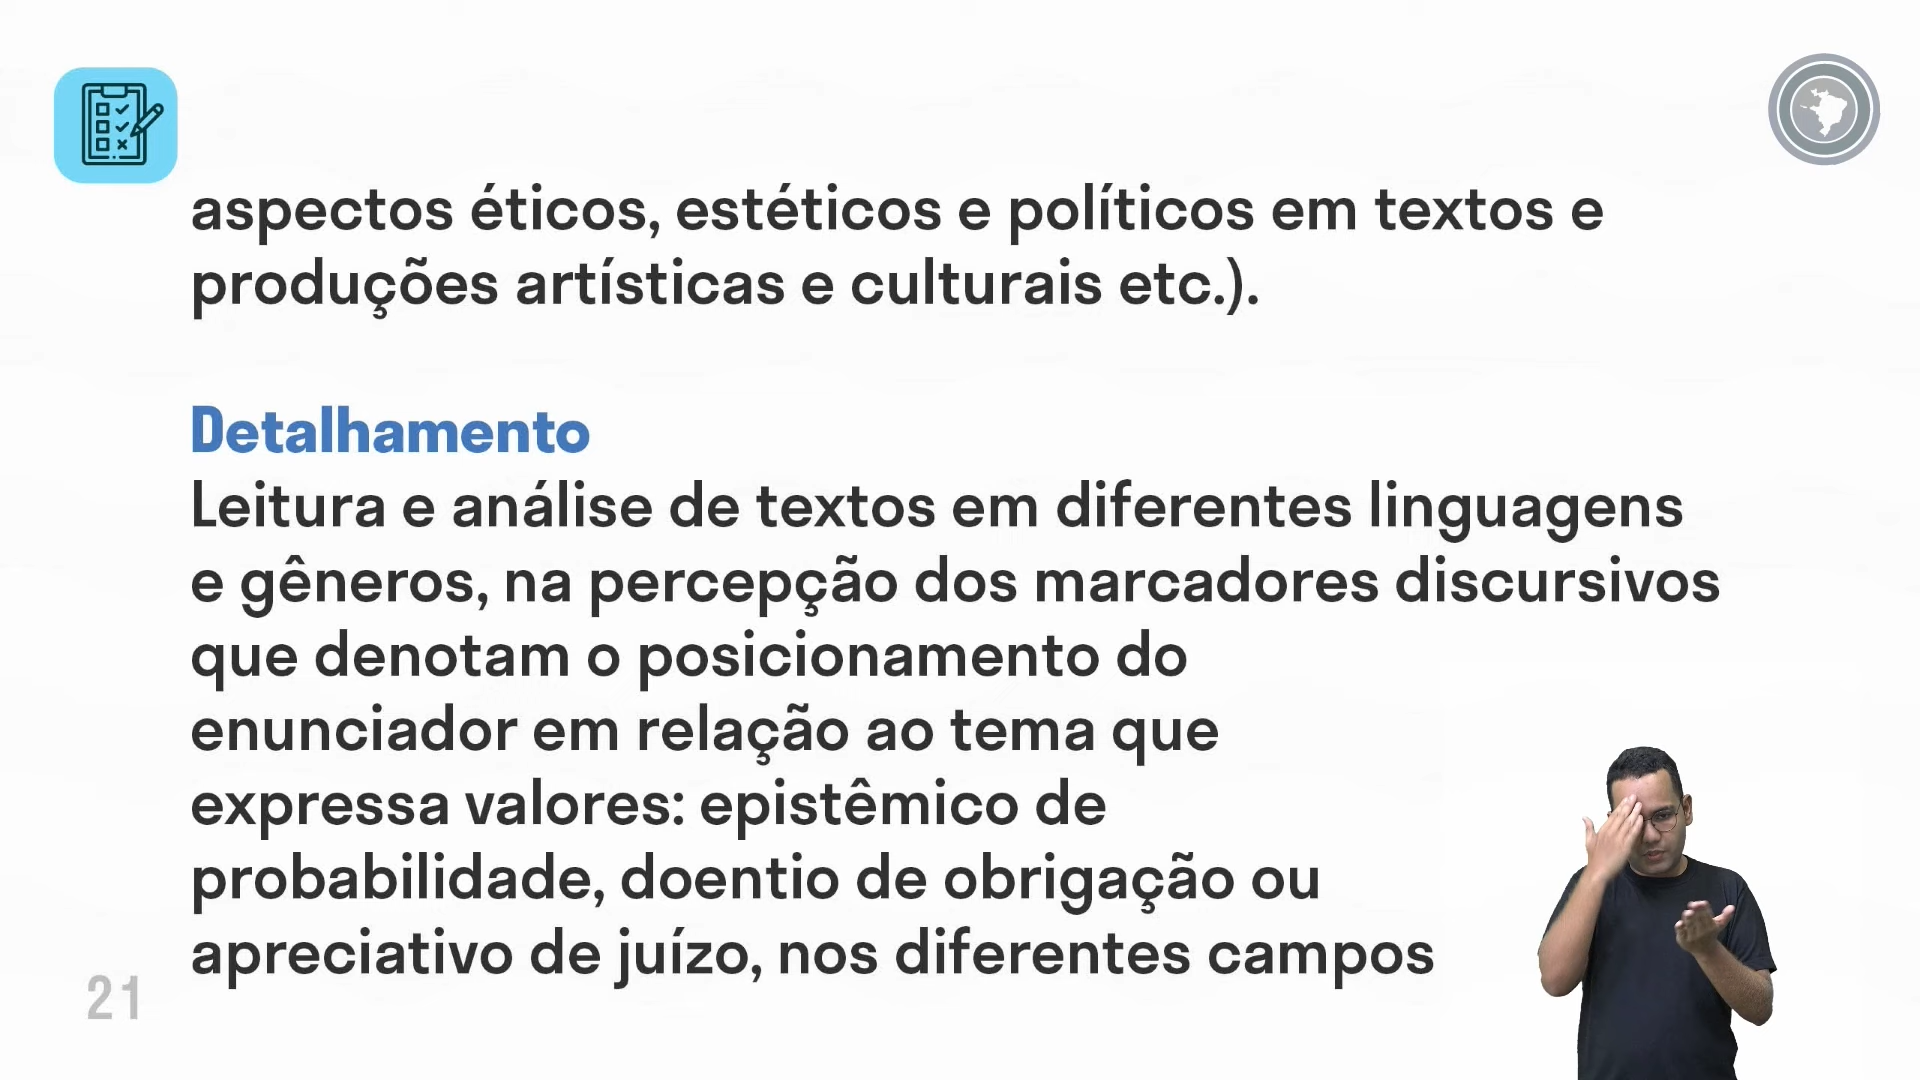 aspectos éticos, estéticos e políticos em textos e
produções artísticas e culturais etc.).
Detalhamento
Leitura e análise de textos em diferentes linguagens
e gêneros, na percepção dos marcadores discursivos
que denotam o posicionamento do
enunciador em relação ao tema que
expressa valores: epistêmico de
probabilidade, doentio de obrigação ou
apreciativo de juízo, nos diferentes campos
21